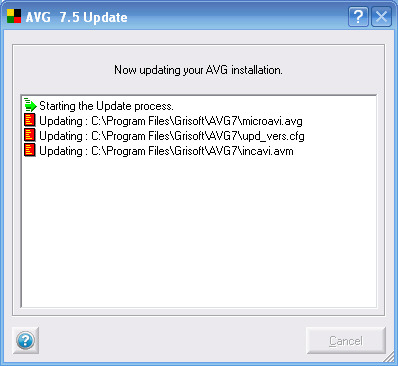 AVG 7.5 Update
Now updating your AVG installation.
Starting the Update process.
Updating : C:\Program Files\Grisoft\AVG7\microavi.avg
Updating : C:\Program Files\Grisoft\AVG7\upd_vers.cfg
Updating : C:\Program Files\Grisoft\AVG7\incavi.avm
Cancel